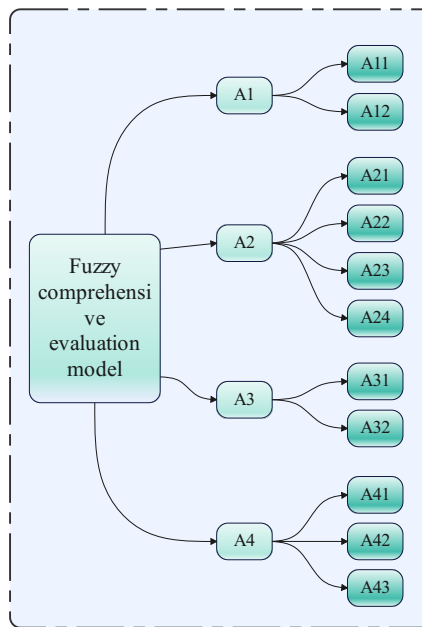 A11
A1
A12
A21
A22
A2
A23
A24
Fuzzy
comprehensi
ve
evaluation
model
A31
A3
A32
A41
A4
A42
A43